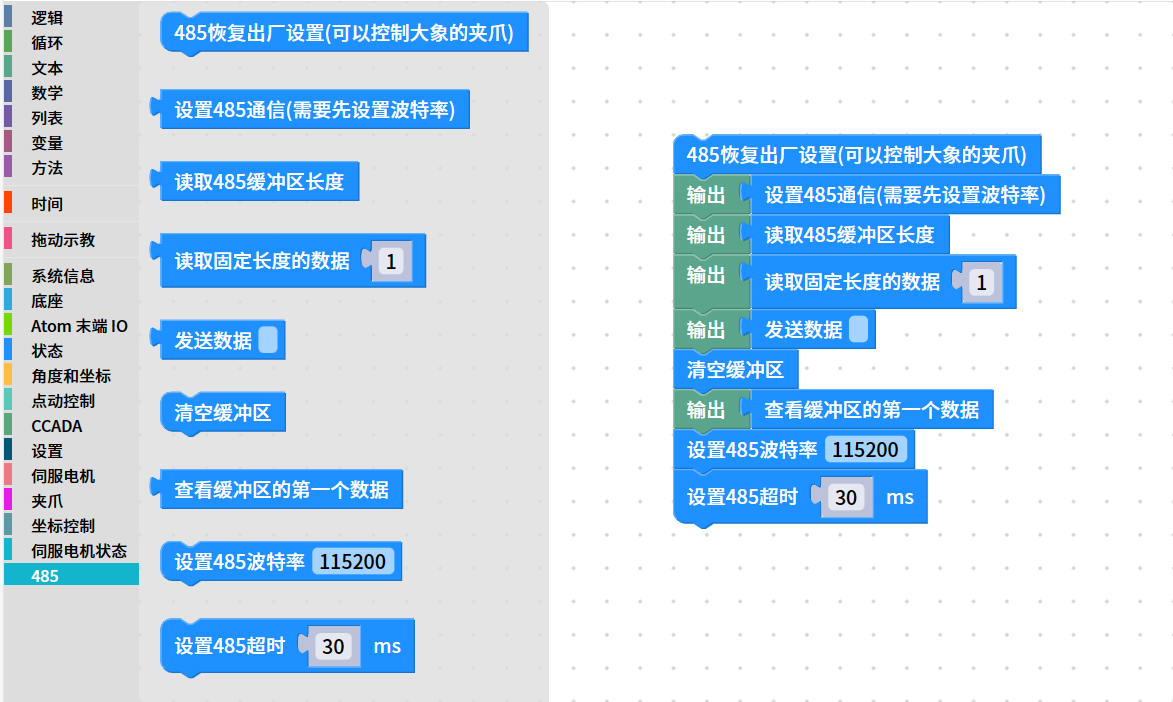 逻辑
循环
文本
数学
列表
变量
方法
时间
拖动示教
系统信息
底座
Atom 末端 IO
状态
角度和坐标
点动控制
CCADA
设置
伺服电机
夹爪
坐标控制
伺服电机状态
485
485恢复出厂设置(可以控制大象的夹爪)
设置485通信(需要先设置波特率)
读取485缓冲区长度
读取固定长度的数据 1
发送数据
清空缓冲区
查看缓冲区的第一个数据
设置485波特率 115200
设置485超时 30 ms
485恢复出厂设置(可以控制大象的夹爪)
输出 设置485通信(需要先设置波特率)
输出 读取485缓冲区长度
输出 读取固定长度的数据 1
输出 发送数据
清空缓冲区
输出 查看缓冲区的第一个数据
设置485波特率 115200
设置485超时 30 ms